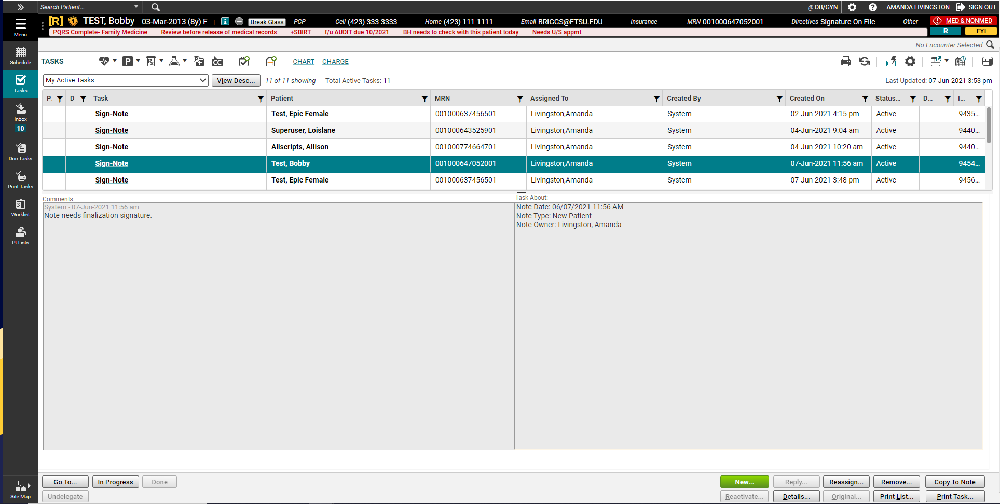 Search Patient...
@ OB/GYN
AMANDA LIVINGSTON
SIGN OUT
Menu
[R] TEST, Bobby 03-Mar-2013 (8y) F | i Break Glass PCP Cell (423) 333-3333 Home (423) 111-1111 Email BRIGGS@ETSU.EDU Insurance MRN 001000647052001 Directives Signature On File Other MED & NONMED
PQRS Complete- Family Medicine Review before release of medical records +SBIRT f/u AUDIT due 10/2021 BH needs to check with this patient today Needs U/S appmt R FYI
No Encounter Selected
Schedule
Tasks
Inbox
10
Doc Tasks
Print Tasks
Worklist
Pt Lists
Site Map
TASKS P Rx P CC CHART CHARGE
My Active Tasks View Desc... 11 of 11 showing Total Active Tasks: 11 Last Updated: 07-Jun-2021 3:53 pm
P. D Task Patient MRN Assigned To Created By Created On Status... D... I...
Sign-Note Test, Epic Female 001000637456501 Livingston,Amanda System 02-Jun-2021 4:15 pm Active 9435...
Sign-Note Superuser, Loislane 001000643525901 Livingston,Amanda System 04-Jun-2021 9:04 am Active 9440...
Sign-Note Allscripts, Allison 001000774664701 Livingston,Amanda System 04-Jun-2021 10:20 am Active 9440...
Sign-Note Test, Bobby 001000647052001 Livingston,Amanda System 07-Jun-2021 11:56 am Active 9454...
Sign-Note Test, Epic Female 001000637456501 Livingston,Amanda System 07-Jun-2021 3:48 pm Active 9456...
Comments:
System - 07-Jun-2021 11:56 am
Note needs finalization signature.
Task About:
Note Date: 06/07/2021 11:56 AM
Note Type: New Patient
Note Owner: Livingston, Amanda
Go To... In Progress Done New... Reply... Reassign... Remove... Copy To Note
Undelegate Reactivate... Details... Original... Print List... Print Task...